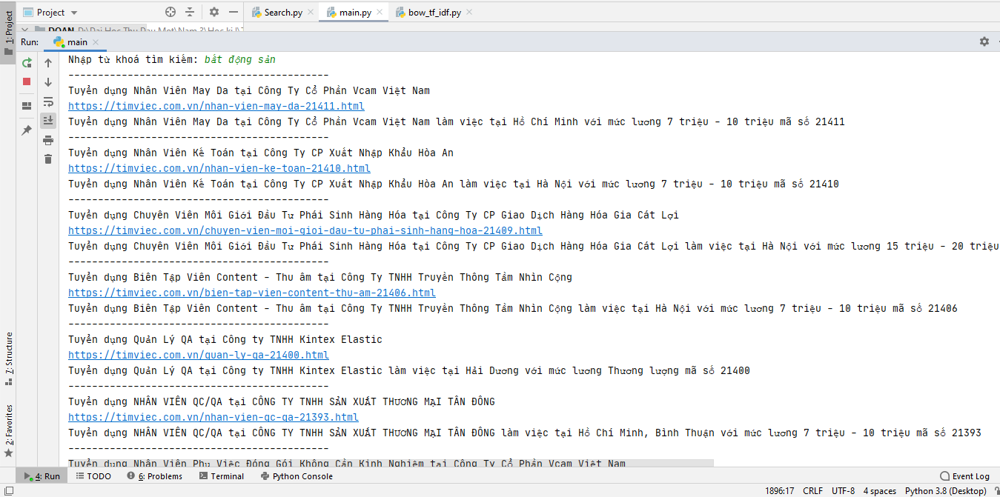 1: Project
Project
Search.py
main.py
bow_tf_idf.py
Run:
main
Nhập từ khoá tìm kiếm: bất động sản
--------------------------------------------
Tuyển dụng Nhân Viên May Da tại Công Ty Cổ Phần Vcam Việt Nam
https://timviec.com.vn/nhan-vien-may-da-21411.html
Tuyển dụng Nhân Viên May Da tại Công Ty Cổ Phần Vcam Việt Nam làm việc tại Hồ Chí Minh với mức lương 7 triệu - 10 triệu mã số 21411
--------------------------------------------
Tuyển dụng Nhân Viên Kế Toán tại Công Ty CP Xuất Nhập Khẩu Hòa An
https://timviec.com.vn/nhan-vien-ke-toan-21410.html
Tuyển dụng Nhân Viên Kế Toán tại Công Ty CP Xuất Nhập Khẩu Hòa An làm việc tại Hà Nội với mức lương 7 triệu - 10 triệu mã số 21410
--------------------------------------------
Tuyển dụng Chuyên Viên Môi Giới Đầu Tư Phái Sinh Hàng Hóa tại Công Ty CP Giao Dịch Hàng Hóa Gia Cát Lợi
https://timviec.com.vn/chuyen-vien-moi-gioi-dau-tu-phai-sinh-hang-hoa-21409.html
Tuyển dụng Chuyên Viên Môi Giới Đầu Tư Phái Sinh Hàng Hóa tại Công Ty CP Giao Dịch Hàng Hóa Gia Cát Lợi làm việc tại Hà Nội với mức lương 15 triệu - 20 triệu
--------------------------------------------
Tuyển dụng Biên Tập Viên Content - Thu âm tại Công Ty TNHH Truyền Thông Tầm Nhìn Cộng
https://timviec.com.vn/bien-tap-vien-content-thu-am-21406.html
Tuyển dụng Biên Tập Viên Content - Thu âm tại Công Ty TNHH Truyền Thông Tầm Nhìn Cộng làm việc tại Hà Nội với mức lương 7 triệu - 10 triệu mã số 21406
--------------------------------------------
Tuyển dụng Quản Lý QA tại Công ty TNHH Kintex Elastic
https://timviec.com.vn/quan-ly-qa-21400.html
Tuyển dụng Quản Lý QA tại Công ty TNHH Kintex Elastic làm việc tại Hải Dương với mức lương Thương lượng mã số 21400
--------------------------------------------
Tuyển dụng NHÂN VIÊN QC/QA tại CÔNG TY TNHH SẢN XUẤT THƯƠNG MẠI TÂN ĐÔNG
https://timviec.com.vn/nhan-vien-qc-qa-21393.html
Tuyển dụng NHÂN VIÊN QC/QA tại CÔNG TY TNHH SẢN XUẤT THƯƠNG MẠI TÂN ĐÔNG làm việc tại Hồ Chí Minh, Bình Thuận với mức lương 7 triệu - 10 triệu mã số 21393
--------------------------------------------
Tuyển dụng Nhân Viên Phụ Việc Đóng Gói Không Cần Kinh Nghiệm tại Công Ty Cổ Phần Vcam Việt Nam
7: Structure
2: Favorites
4: Run
TODO
6: Problems
Terminal
Python Console
Event Log
1896:17 CRLF UTF-8 4 spaces Python 3.8 (Desktop)